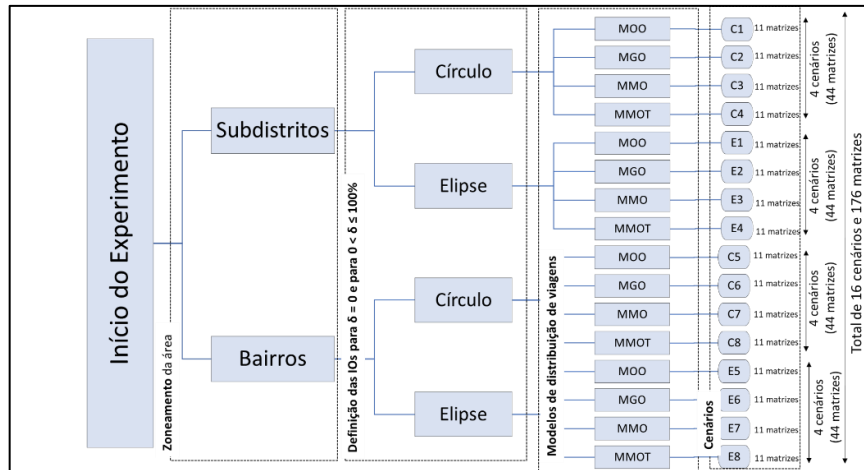 Início do Experimento
Zoneamento da área
Subdistritos
Bairros
Definição das IOs para δ = 0 e para 0 < δ ≤ 100%
Círculo
Elipse
Círculo
Elipse
Modelos de distribuição de viagens
MOO
MGO
MMO
MMOT
MOO
MGO
MMO
MMOT
MOO
MGO
MMO
MMOT
MOO
MGO
MMO
MMOT
Cenários
C1 11 matrizes
C2 11 matrizes
C3 11 matrizes
C4 11 matrizes
E1 11 matrizes
E2 11 matrizes
E3 11 matrizes
E4 11 matrizes
C5 11 matrizes
C6 11 matrizes
C7 11 matrizes
C8 11 matrizes
E5 11 matrizes
E6 11 matrizes
E7 11 matrizes
E8 11 matrizes
4 cenários
(44 matrizes)
4 cenários
(44 matrizes)
4 cenários
(44 matrizes)
4 cenários
(44 matrizes)
Total de 16 cenários e 176 matrizes